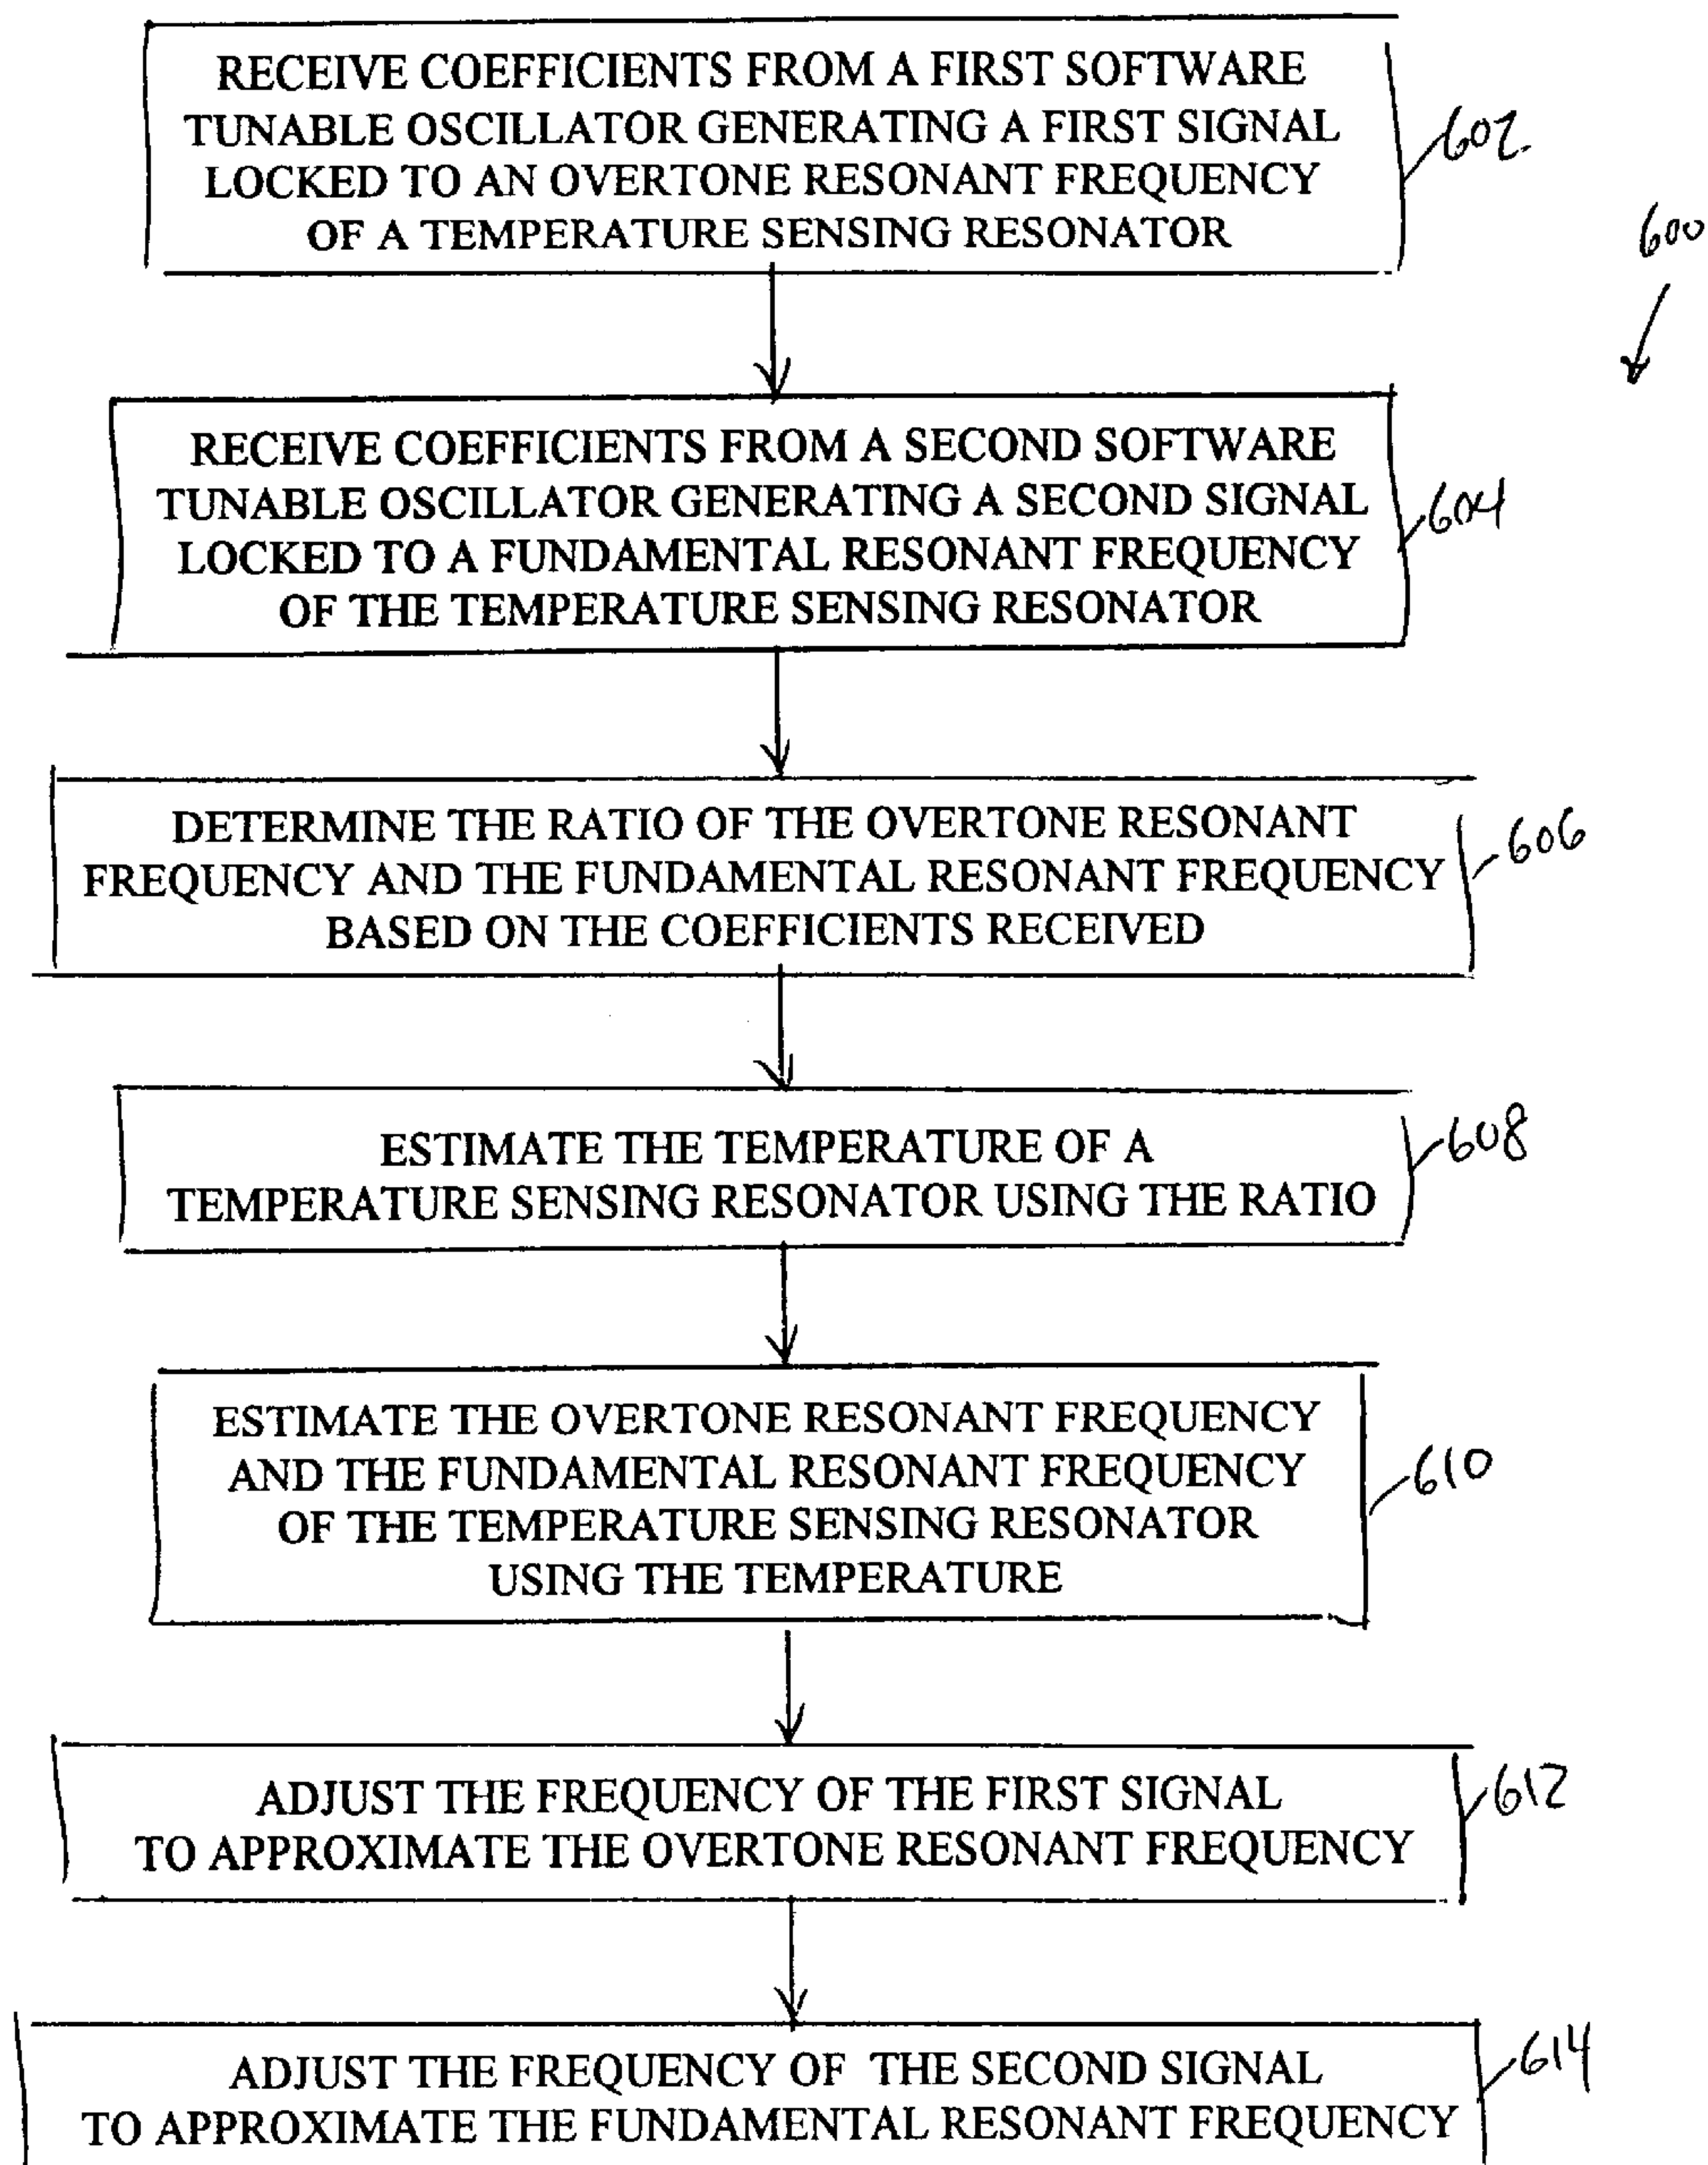 RECEIVE COEFFICIENTS FROM A FIRST SOFTWARE
TUNABLE OSCILLATOR GENERATING A FIRST SIGNAL
LOCKED TO AN OVERTONE RESONANT FREQUENCY
OF A TEMPERATURE SENSING RESONATOR
602
600
RECEIVE COEFFICIENTS FROM A SECOND SOFTWARE
TUNABLE OSCILLATOR GENERATING A SECOND SIGNAL
LOCKED TO A FUNDAMENTAL RESONANT FREQUENCY
OF THE TEMPERATURE SENSING RESONATOR
604
DETERMINE THE RATIO OF THE OVERTONE RESONANT
FREQUENCY AND THE FUNDAMENTAL RESONANT FREQUENCY
BASED ON THE COEFFICIENTS RECEIVED
606
ESTIMATE THE TEMPERATURE OF A
TEMPERATURE SENSING RESONATOR USING THE RATIO
608
ESTIMATE THE OVERTONE RESONANT FREQUENCY
AND THE FUNDAMENTAL RESONANT FREQUENCY
OF THE TEMPERATURE SENSING RESONATOR
USING THE TEMPERATURE
610
ADJUST THE FREQUENCY OF THE FIRST SIGNAL
TO APPROXIMATE THE OVERTONE RESONANT FREQUENCY
612
ADJUST THE FREQUENCY OF THE SECOND SIGNAL
TO APPROXIMATE THE FUNDAMENTAL RESONANT FREQUENCY
614